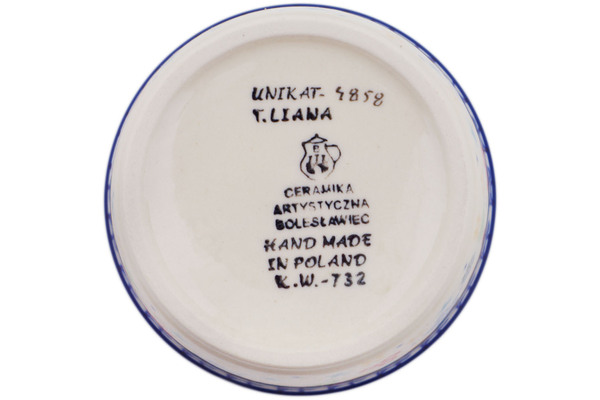 UNIKAT- 4858
T.LIANA
CERAMIKA
ARTYSTYCZNA
BOLESŁAWIEC
HAND MADE
IN POLAND
K.W.-732